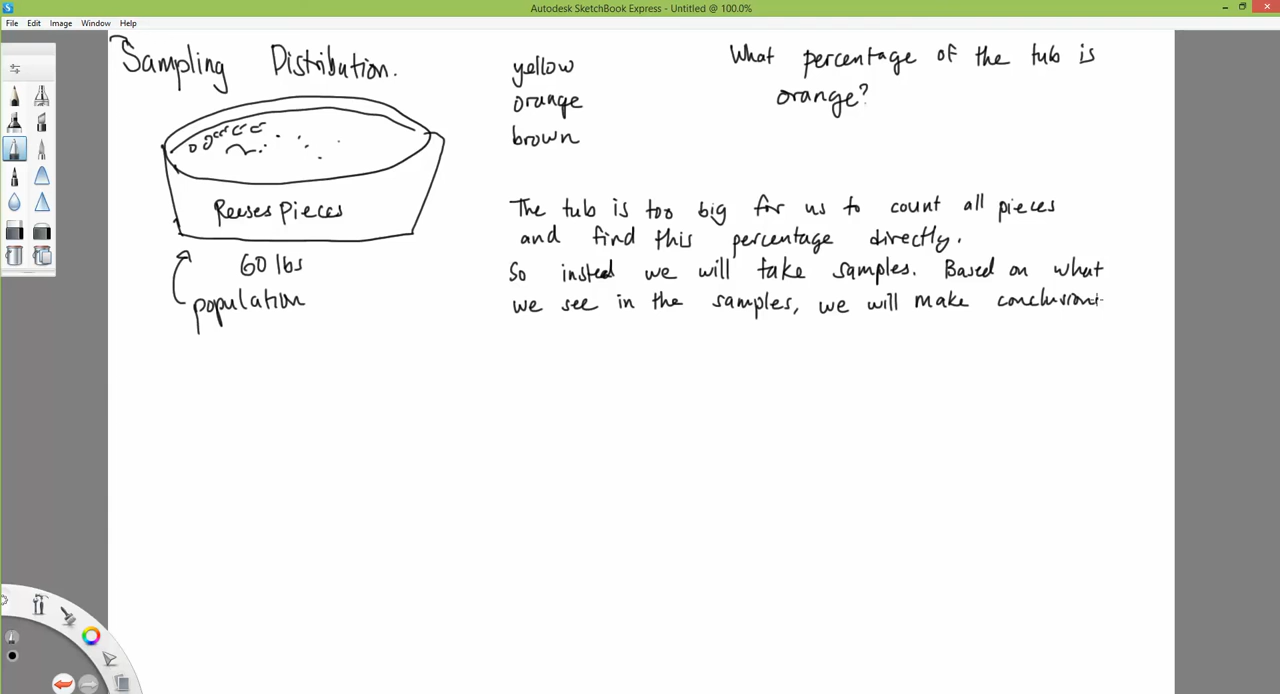 Autodesk SketchBook Express - Untitled @ 100.0%
File Edit Image Window Help
Sampling Distribution.
yellow
orange
brown
What percentage of the tub is
orange?
Reeses Pieces
60 lbs
population
The tub is too big for us to count all pieces
and find this percentage directly.
So insted we will take samples. Based on what
we see in the samples, we will make conclusions